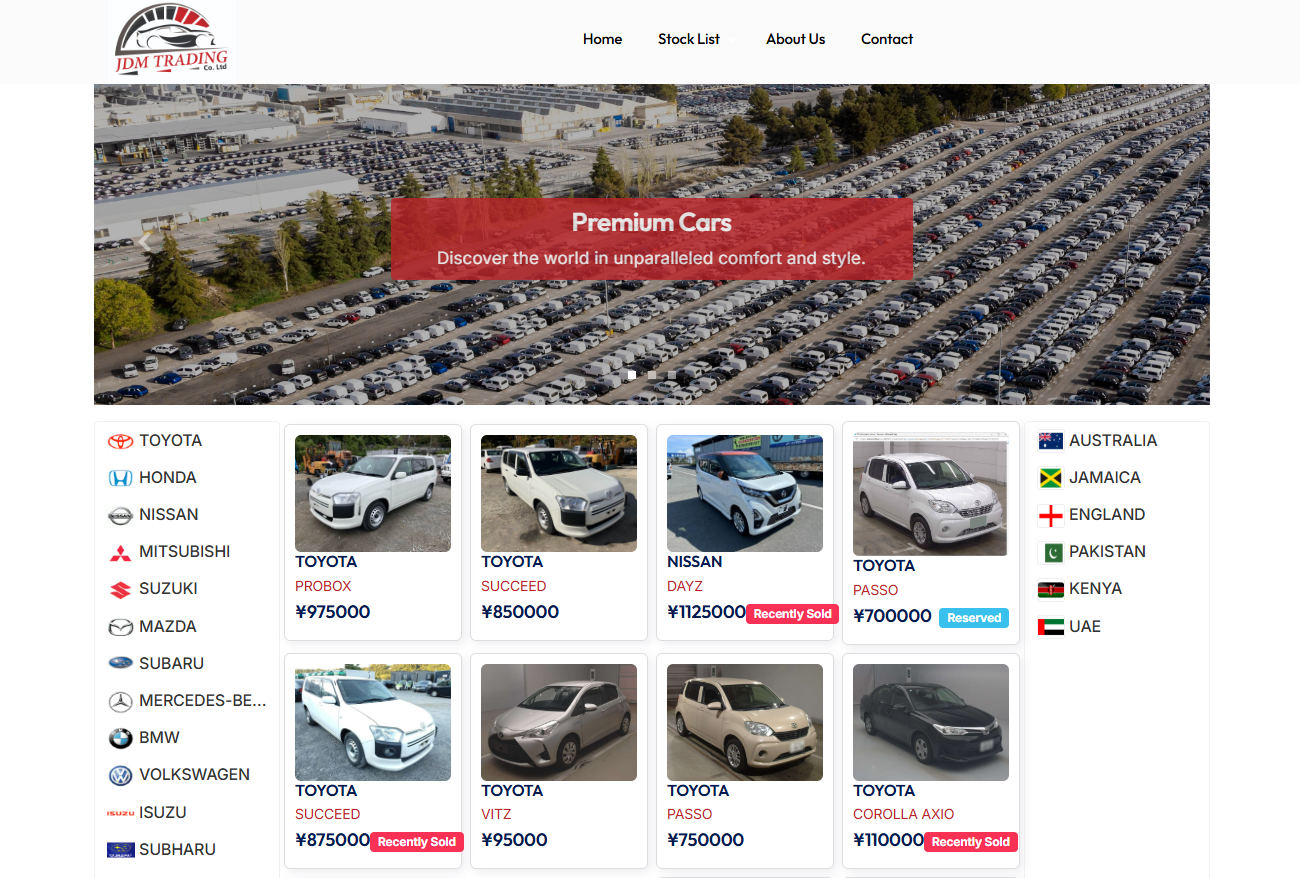 JDM TRADING
Co. Ltd
Home
Stock List
About Us
Contact
Premium Cars
Discover the world in unparalleled comfort and style.
TOYOTA
HONDA
NISSAN
MITSUBISHI
SUZUKI
MAZDA
SUBARU
MERCEDES-BE...
BMW
VOLKSWAGEN
ISUZU ISUZU
SUBHARU
TOYOTA
PROBOX
¥975000
TOYOTA
SUCCEED
¥850000
NISSAN
DAYZ
¥1125000 Recently Sold
TOYOTA
PASSO
¥700000 Reserved
TOYOTA
SUCCEED
¥875000 Recently Sold
TOYOTA
VITZ
¥95000
TOYOTA
PASSO
¥750000
TOYOTA
COROLLA AXIO
¥110000 Recently Sold
AUSTRALIA
JAMAICA
ENGLAND
PAKISTAN
KENYA
UAE